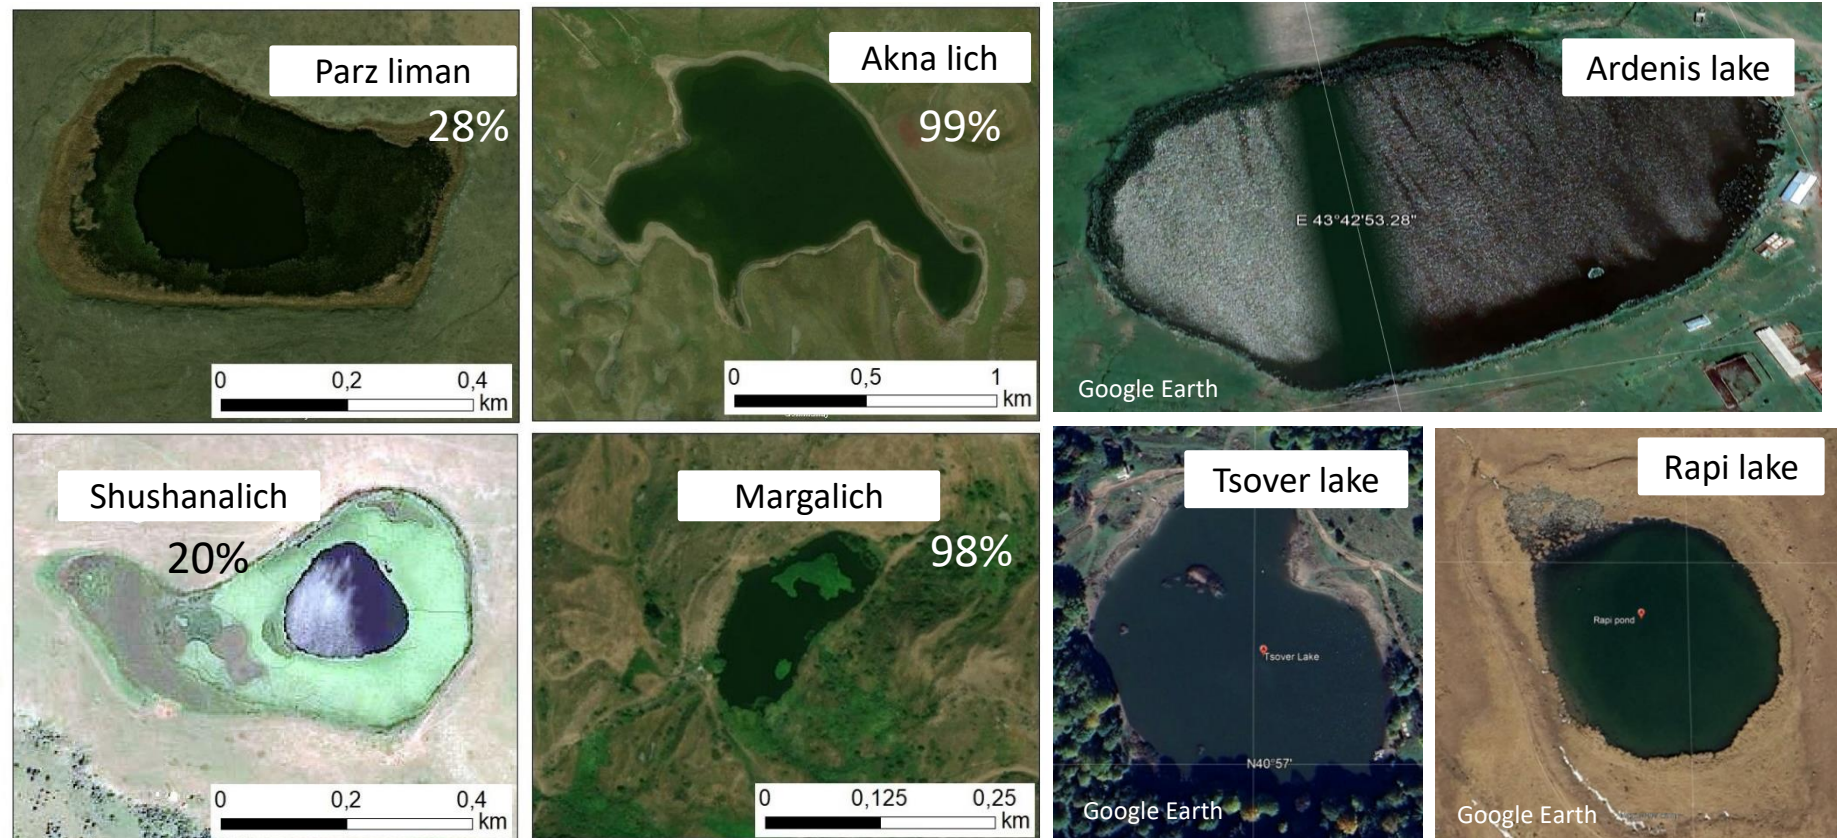 Parz liman
28%
0 0,2 0,4
km
Akna lich
99%
0 0,5 1
km
Ardenis lake
E 43°42'53.28"
Google Earth
Shushanalich
20%
0 0,2 0,4
km
Margalich
98%
0 0,125 0,25
km
Tsover lake
Tsover Lake
N40°57'
Google Earth
Rapi lake
Rapi pond
Google Earth